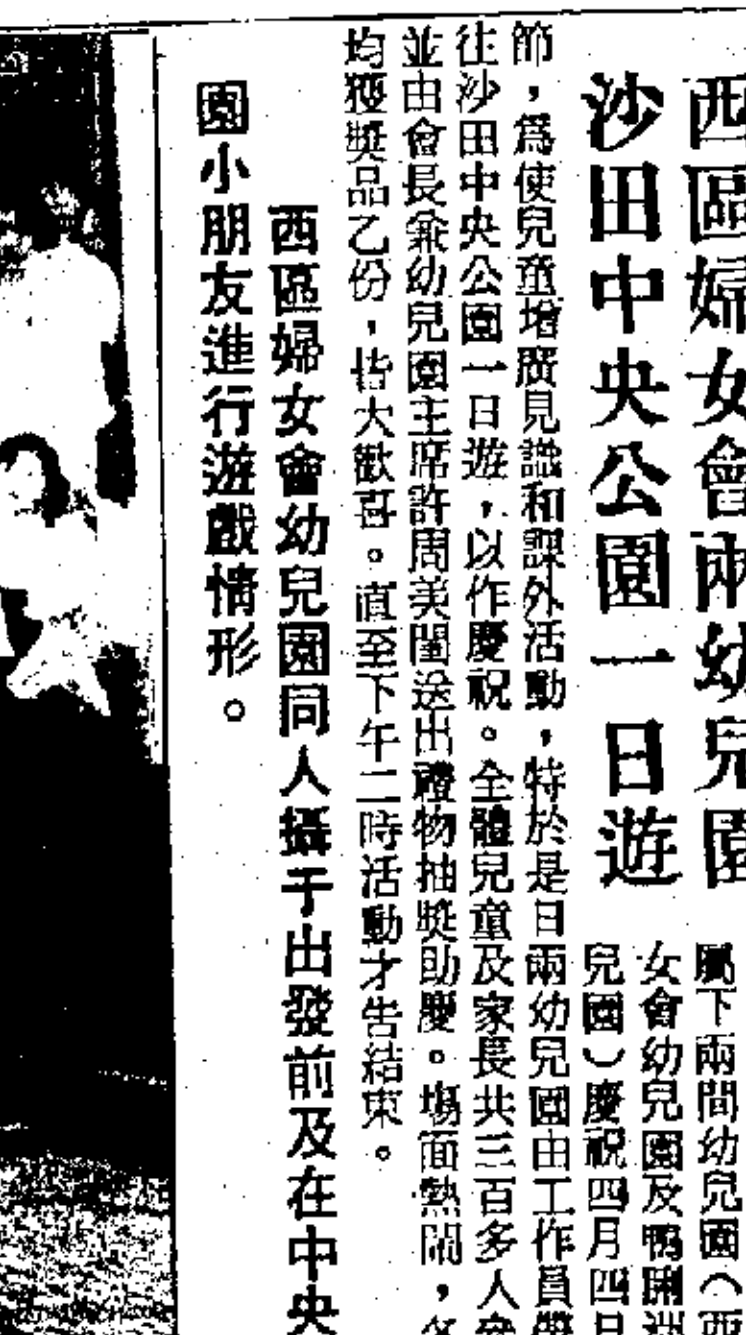 西區婦女會兩幼兒園
沙田中央公園一日遊
屬下兩間幼兒園（西
女會幼兒園及鴨脷洲
兒園）慶祝四月四日
節，爲使兒童增廣見識和課外活動，特於是日兩幼兒園由工作員帶
往沙田中央公園一日遊，以作慶祝。全體兒童及家長共三百多人參
並由會長兼幼兒園主席許周美閨送出禮物抽獎助慶。場面熱鬧，各
均獲獎品乙份，皆大歡喜。直至下午二時活動才告結束。
西區婦女會幼兒園同人攝于出發前及在中央
園小朋友進行遊戲情形。